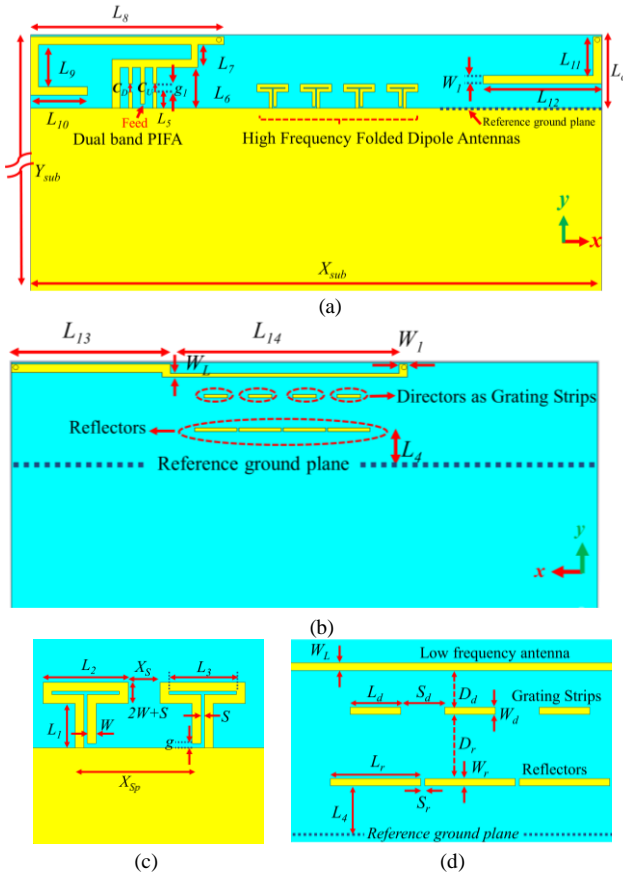 L8
L9
L7
L11
CD CU g1
L6
W1
L10
Feed
L5
L12
Reference ground plane
Dual band PIFA
High Frequency Folded Dipole Antennas
Ysub
y
x
Xsub
(a)
L13
L14
W1
WL
Directors as Grating Strips
Reflectors
L4
Reference ground plane
y
x
(b)
L2
XS
L3
2W+S
S
L1
W
g
XSp
(c)
WL
Low frequency antenna
Ld
Sd
Dd
Grating Strips
Wd
Dr
Lr
Wr
Reflectors
L4
Sr
Reference ground plane
(d)